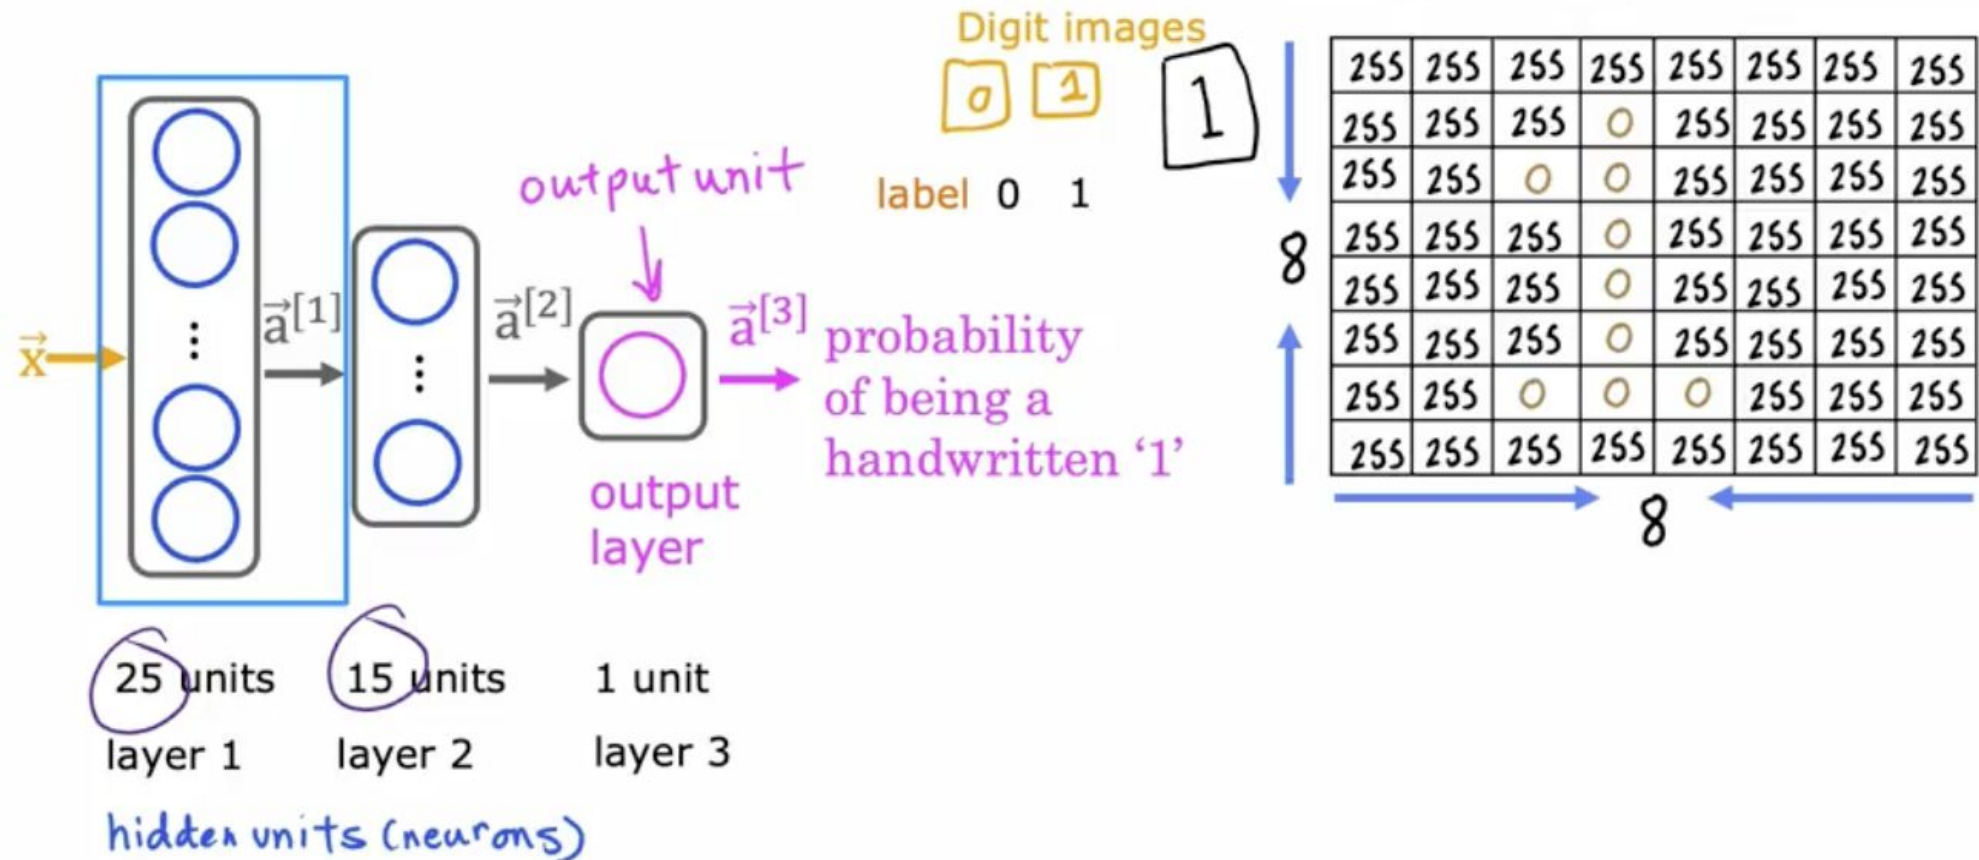 Digit images
0 1
1
label 0 1
output unit
x⃗
a⃗[1]
a⃗[2]
a⃗[3]
probability
of being a
handwritten ‘1’
output
layer
25 units 15 units 1 unit
layer 1 layer 2 layer 3
hidden units (neurons)
255 255 255 255 255 255 255 255
255 255 255 0 255 255 255 255
255 255 0 0 255 255 255 255
255 255 255 0 255 255 255 255
255 255 255 0 255 255 255 255
255 255 255 0 255 255 255 255
255 255 0 0 0 255 255 255
255 255 255 255 255 255 255 255
8
8